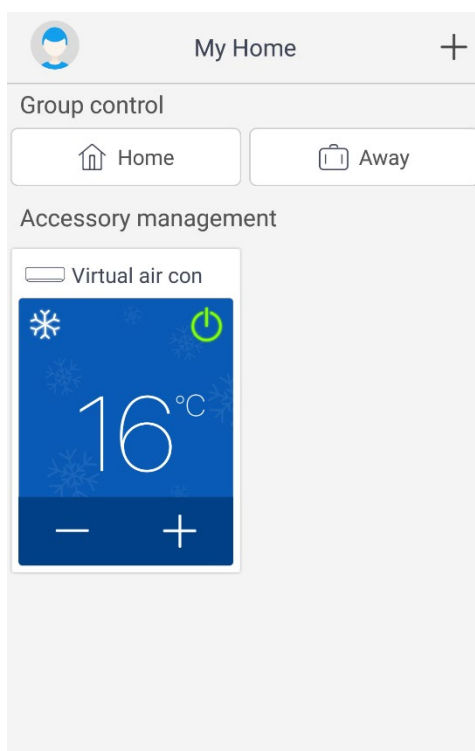 My Home
Group control
Home
Away
Accessory management
Virtual air con
16 °C